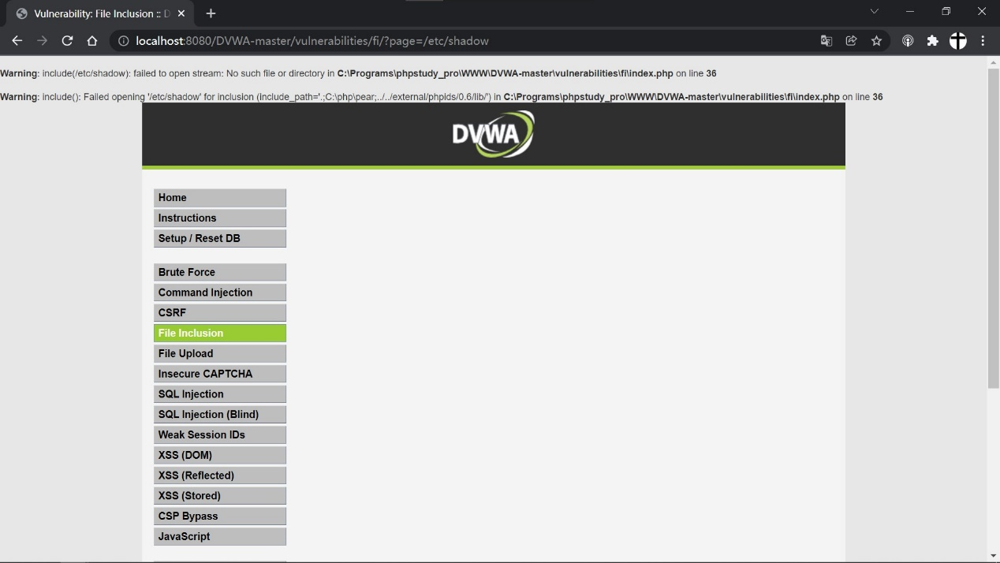 Vulnerability: File Inclusion :: D
localhost:8080/DVWA-master/vulnerabilities/fi/?page=/etc/shadow
Warning: include(/etc/shadow): failed to open stream: No such file or directory in C:\Programs\phpstudy_pro\WWW\DVWA-master\vulnerabilities\fi\index.php on line 36
Warning: include(): Failed opening '/etc/shadow' for inclusion (include_path='.;C:\php\pear;../../external/phpids/0.6/lib/') in C:\Programs\phpstudy_pro\WWW\DVWA-master\vulnerabilities\fi\index.php on line 36
DVWA
Home
Instructions
Setup / Reset DB
Brute Force
Command Injection
CSRF
File Inclusion
File Upload
Insecure CAPTCHA
SQL Injection
SQL Injection (Blind)
Weak Session IDs
XSS (DOM)
XSS (Reflected)
XSS (Stored)
CSP Bypass
JavaScript